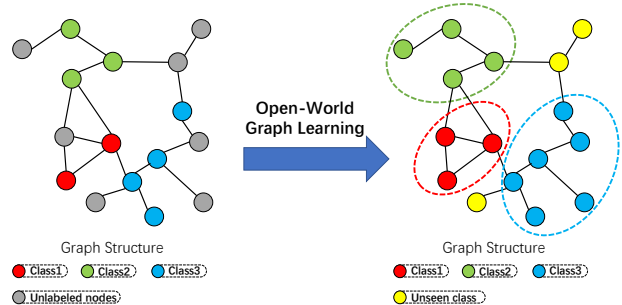 Open-World
Graph Learning
Graph Structure
Class1 Class2 Class3
Unlabeled nodes
Graph Structure
Class1 Class2 Class3
Unseen class